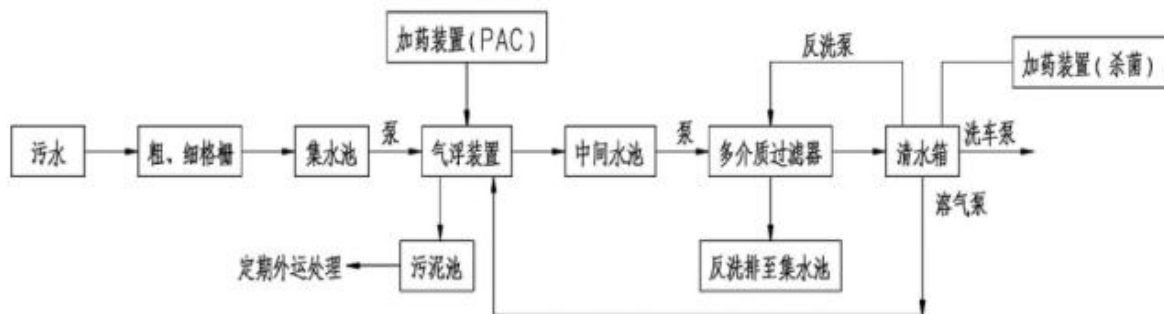 加药装置(PAC)
反洗泵
加药装置(杀菌)
污水
粗、细格栅
集水池
泵
气浮装置
中间水池
泵
多介质过滤器
清水箱
洗车泵
溶气泵
定期外运处理
污泥池
反洗排至集水池